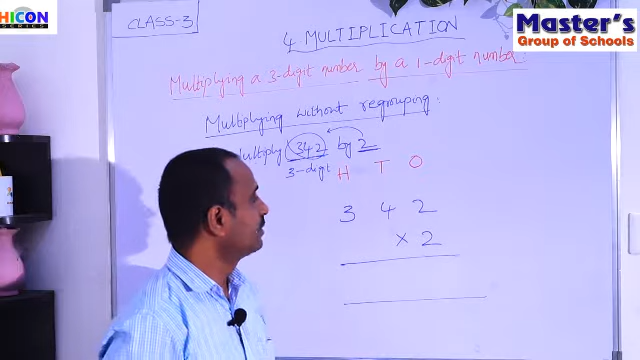 HICON
SERIES
CLASS-3
Master's
Group of Schools
4 MULTIPLICATION
Multiplying a 3-digit number by a 1-digit number:
Multiplying without regrouping:
342 by 2
3-digit
H T O
3 4 2
× 2